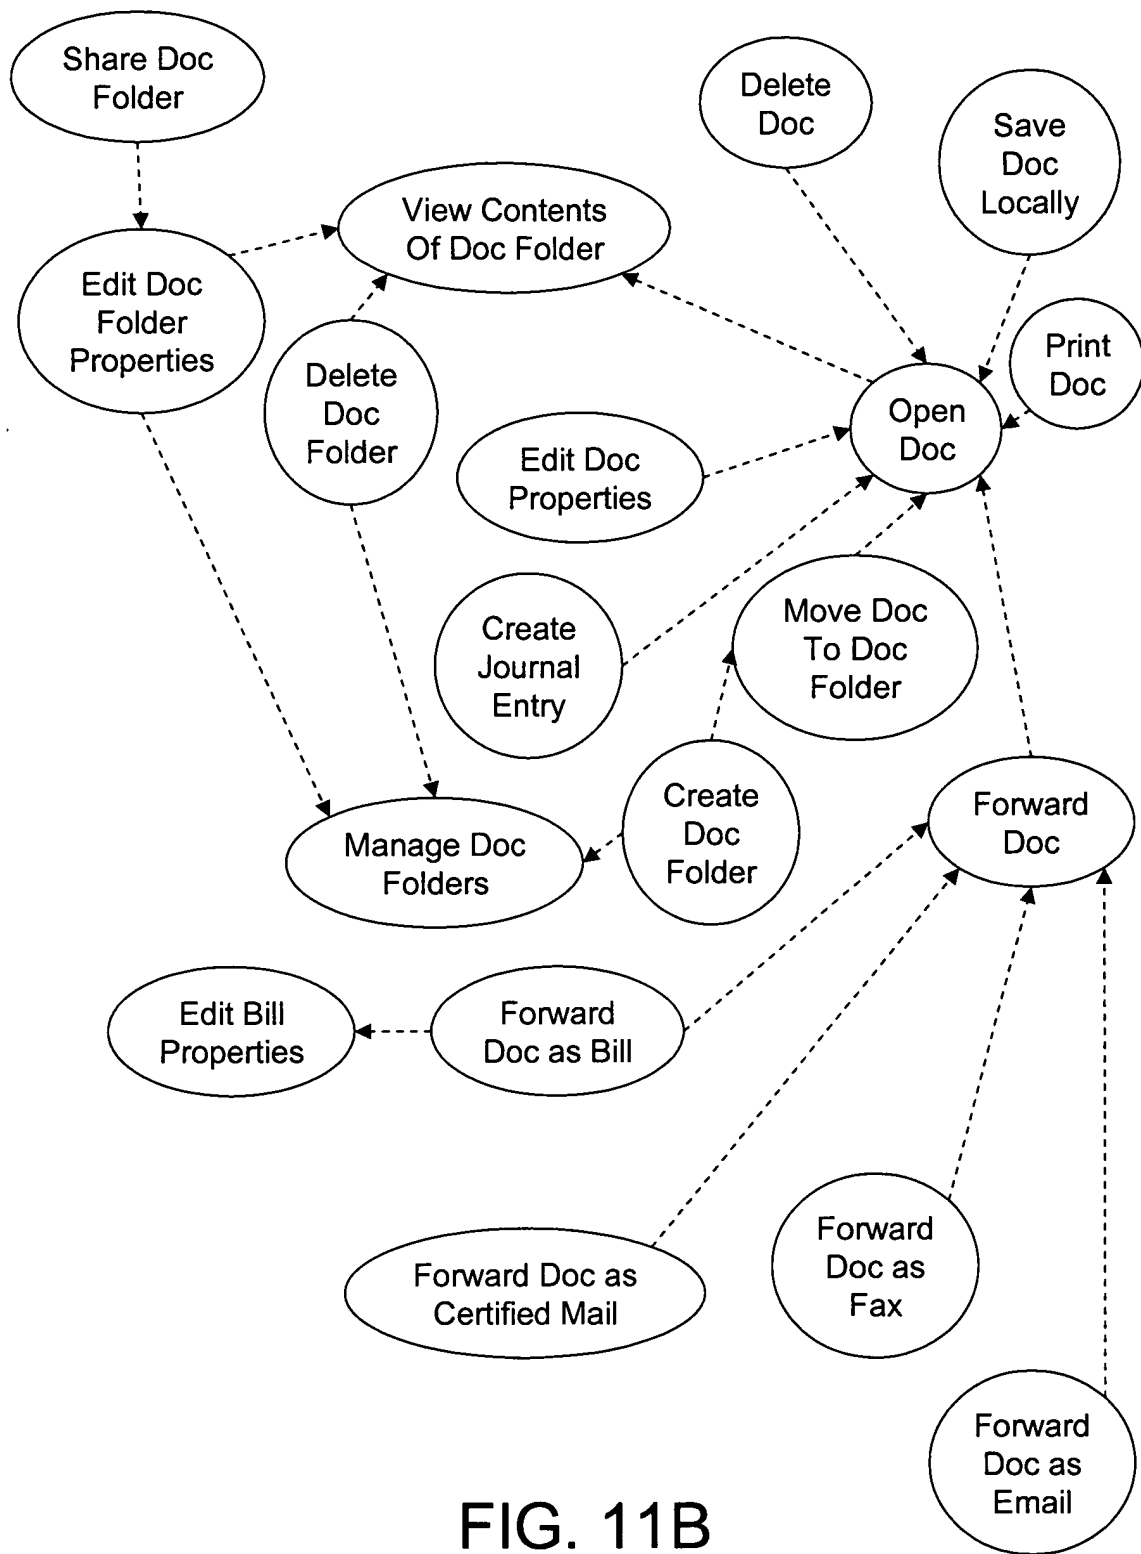 Share Doc
Folder
Delete
Doc
Save
Doc
Locally
View Contents
Of Doc Folder
Edit Doc
Folder
Properties
Print
Doc
Delete
Doc
Folder
Open
Doc
Edit Doc
Properties
Create
Journal
Entry
Move Doc
To Doc
Folder
Create
Doc
Folder
Forward
Doc
Manage Doc
Folders
Edit Bill
Properties
Forward
Doc as Bill
Forward Doc as
Certified Mail
Forward
Doc as
Fax
Forward
Doc as
Email
FIG. 11B